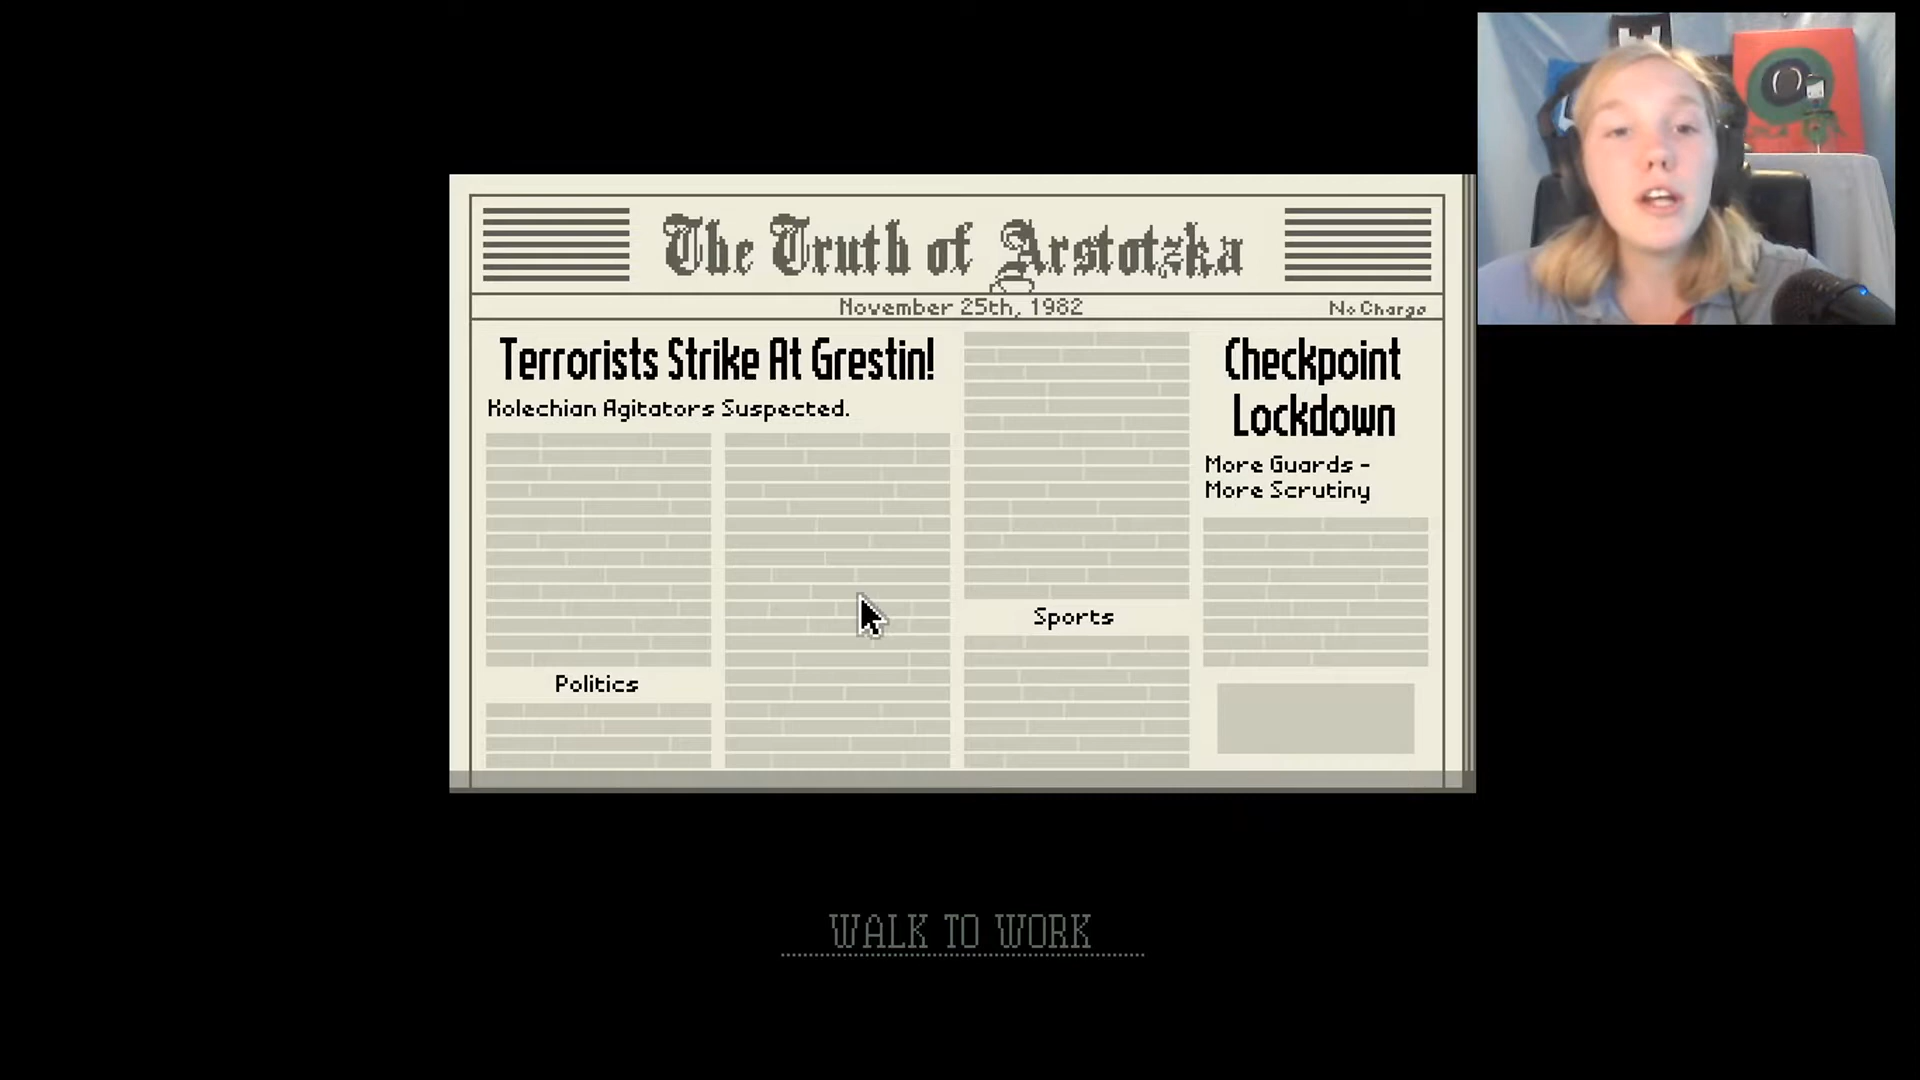 The Truth of Arstotzka
November 25th, 1982
No Charge
Terrorists Strike At Grestin!
Kolechian Agitators Suspected.
Politics
Sports
Checkpoint
Lockdown
More Guards -
More Scrutiny
WALK TO WORK